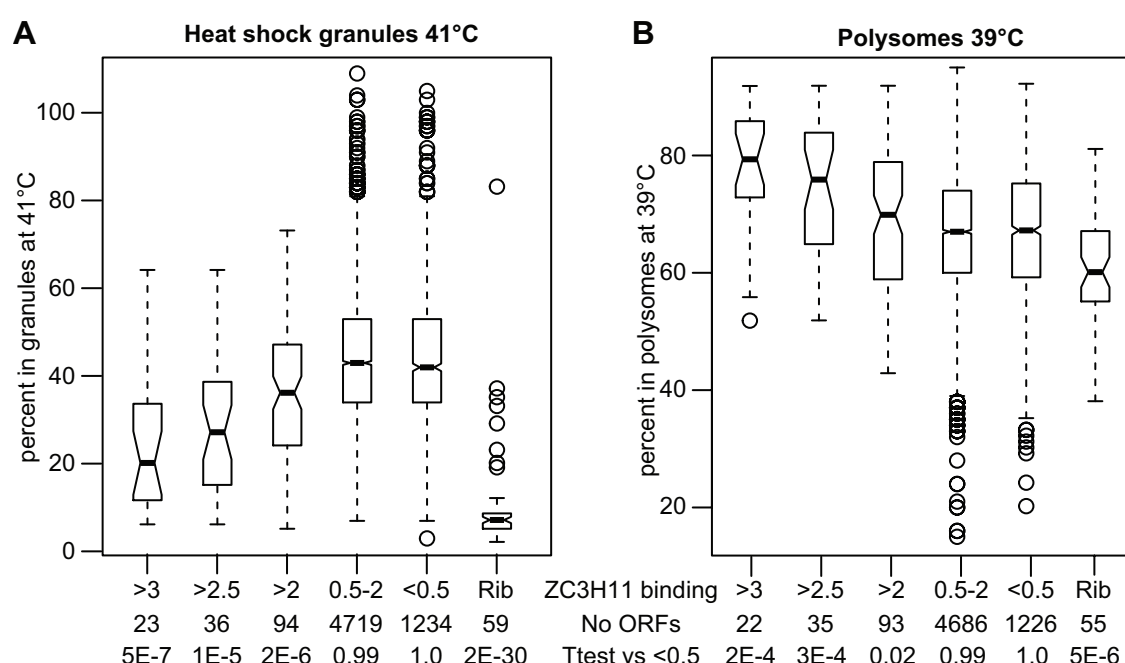 A
Heat shock granules 41°C
B
Polysomes 39°C
percent in granules at 41°C
100
80
60
40
20
0
percent in polysomes at 39°C
80
60
40
20
>3 >2.5 >2 0.5-2 <0.5 Rib ZC3H11 binding >3 >2.5 >2 0.5-2 <0.5 Rib
23 36 94 4719 1234 59 No ORFs 22 35 93 4686 1226 55
5E-7 1E-5 2E-6 0.99 1.0 2E-30 Ttest vs <0.5 2E-4 3E-4 0.02 0.99 1.0 5E-6